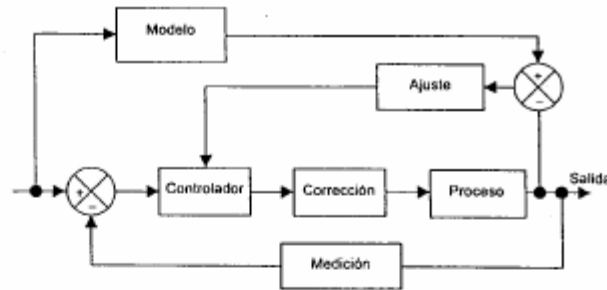 Modelo
+
−
Ajuste
+
−
Controlador
Corrección
Proceso
Salida
Medición